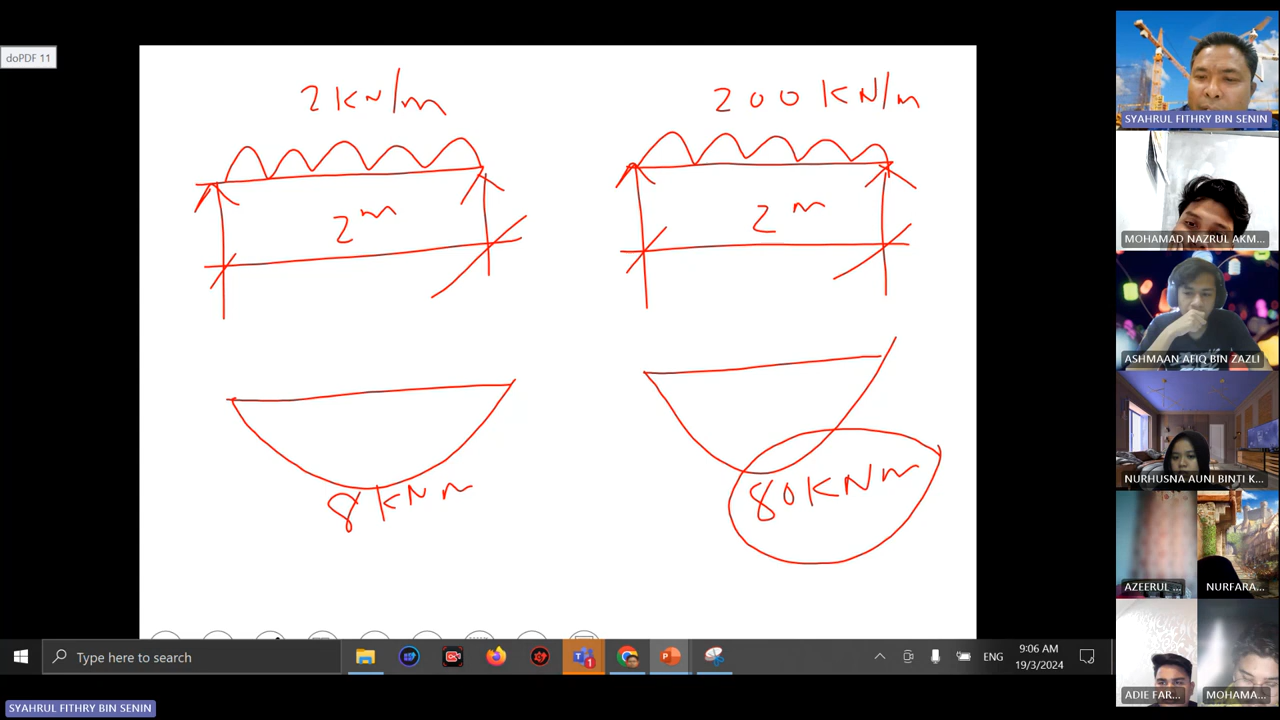 doPDF 11
2 KN/m
200 KN/m
2m
2m
8 KNm
80 KNm
SYAHRUL FITHRY BIN SENIN
MOHAMAD NAZRUL AKM...
ASHMAAN AFIQ BIN ZAZLI
NURHUSNA AUNI BINTI K...
AZEERUL ...
NURFARA...
ADIE FAR...
MOHAMA...
Type here to search
1
ENG
9:06 AM
19/3/2024
SYAHRUL FITHRY BIN SENIN